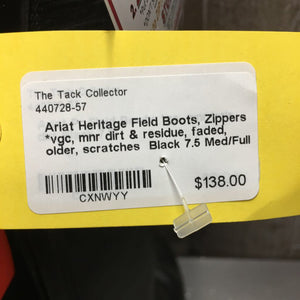 The Tack Collector
440728-57
Ariat Heritage Field Boots, Zippers
*vgc, mnr dirt & residue, faded,
older, scratches Black 7.5 Med/Full
$138.00
CXNWYY